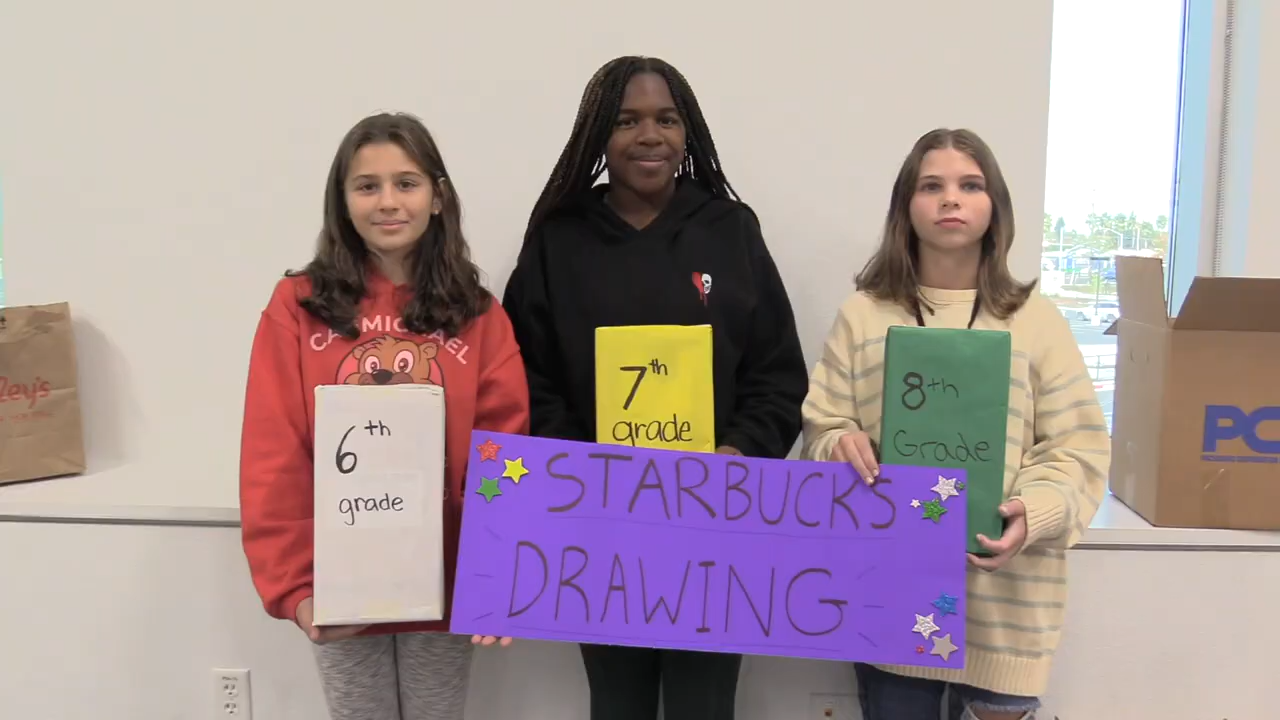 CARMICHAEL
6th
grade
7th
grade
8th
Grade
STARBUCKS
DRAWING
PC